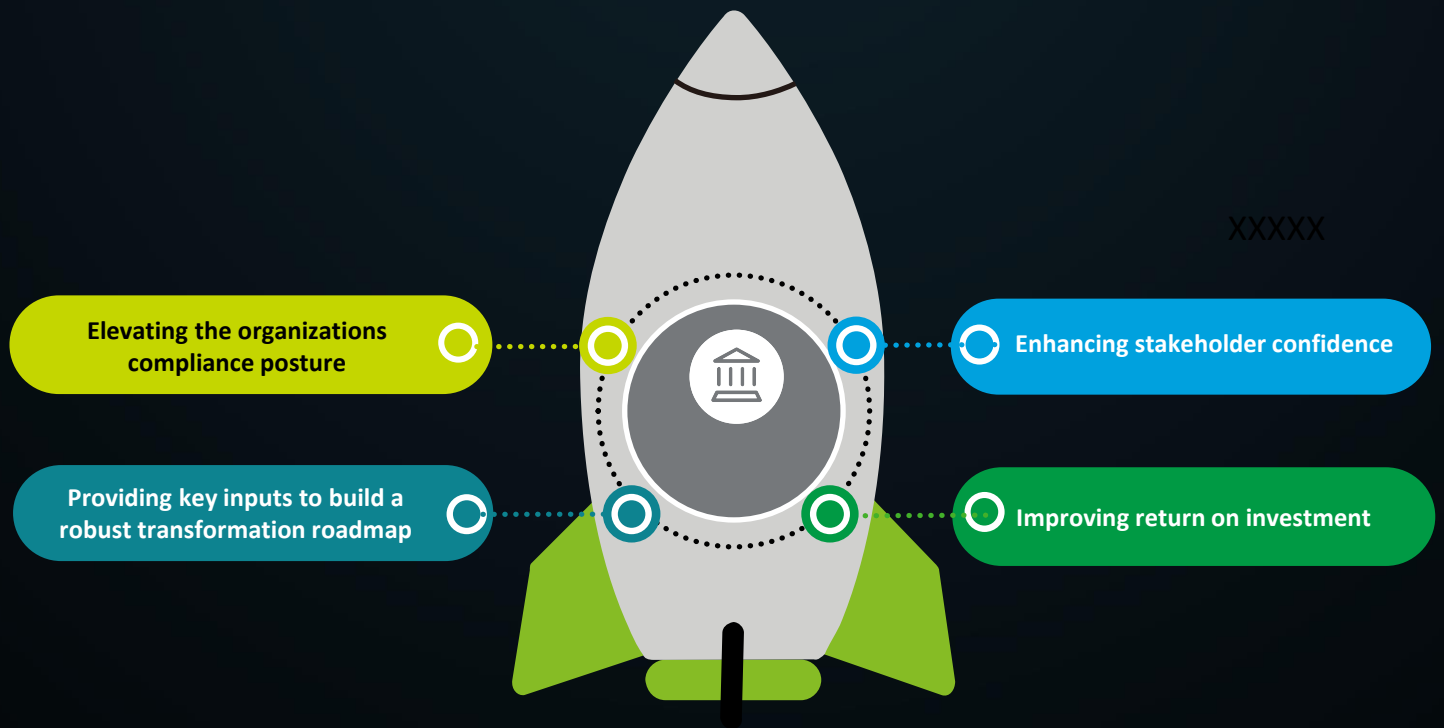 XXXXX
Elevating the organizations
compliance posture
Enhancing stakeholder confidence
Providing key inputs to build a
robust transformation roadmap
Improving return on investment